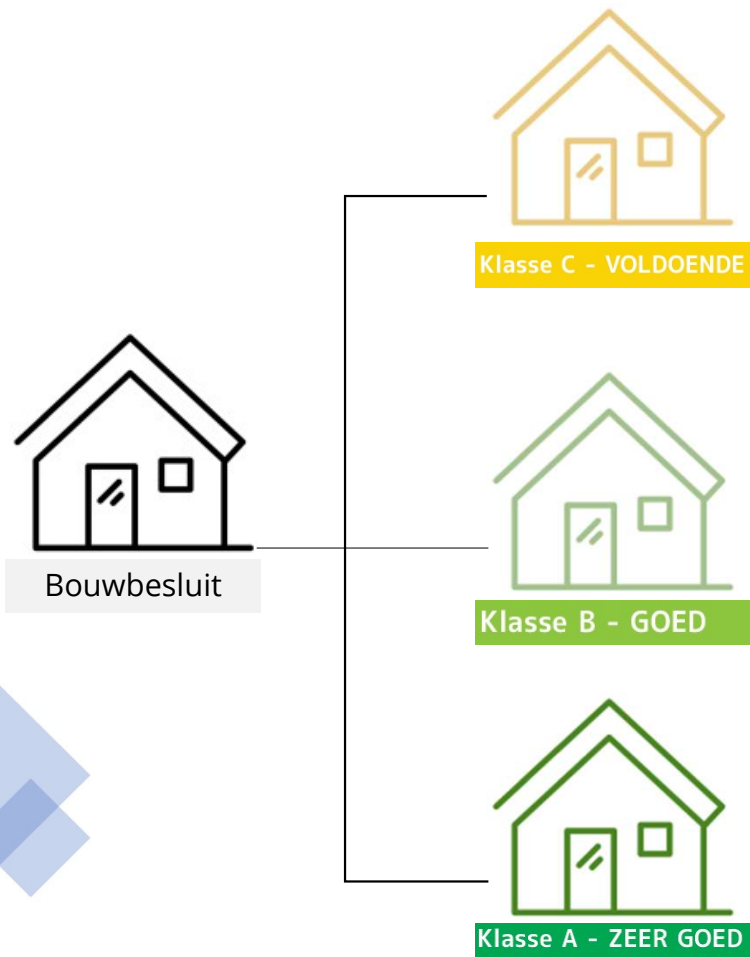 Klasse C - VOLDOENDE
Bouwbesluit
Klasse B - GOED
Klasse A - ZEER GOED